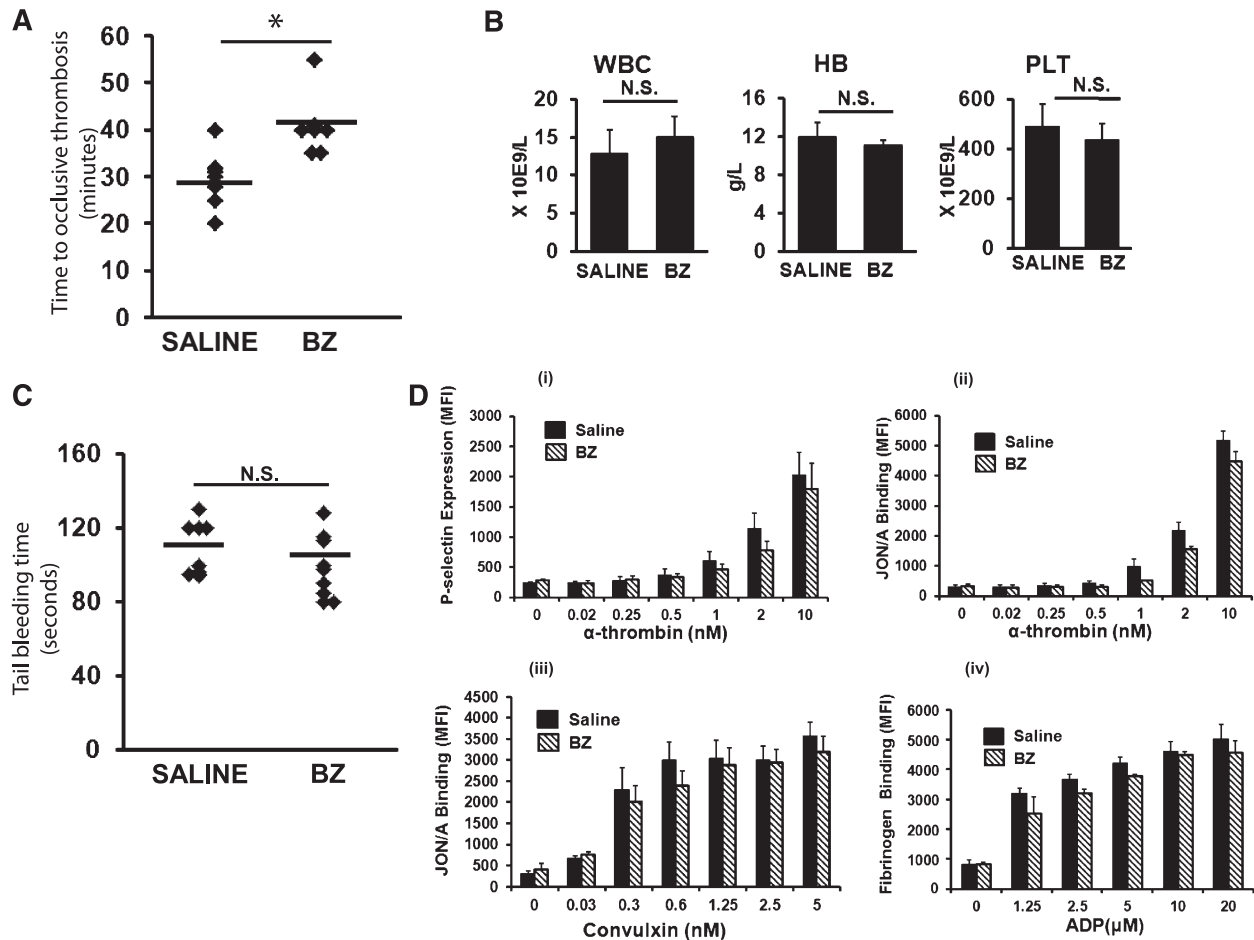 A
Time to occlusive thrombosis
(minutes)
60
50
40
30
20
10
0
*
SALINE BZ
B
WBC
N.S.
X 10E9/L
20
15
10
5
0
SALINE BZ
HB
N.S.
g/L
16
12
8
4
0
SALINE BZ
PLT
N.S.
X 10E9/L
600
400
200
0
SALINE BZ
C
Tail bleeding time
(seconds)
160
120
80
40
0
N.S.
SALINE BZ
D
(i)
P-selectin Expression (MFI)
3000
2500
2000
1500
1000
500
0
Saline
BZ
0 0.02 0.25 0.5 1 2 10
α-thrombin (nM)
(ii)
JON/A Binding (MFI)
6000
5000
4000
3000
2000
1000
0
Saline
BZ
0 0.02 0.25 0.5 1 2 10
α-thrombin (nM)
(iii)
JON/A Binding (MFI)
4500
4000
3500
3000
2500
2000
1500
1000
500
0
Saline
BZ
0 0.03 0.3 0.6 1.25 2.5 5
Convulxin (nM)
(iv)
Fibrinogen Binding (MFI)
6000
5000
4000
3000
2000
1000
0
Saline
BZ
0 1.25 2.5 5 10 20
ADP(µM)